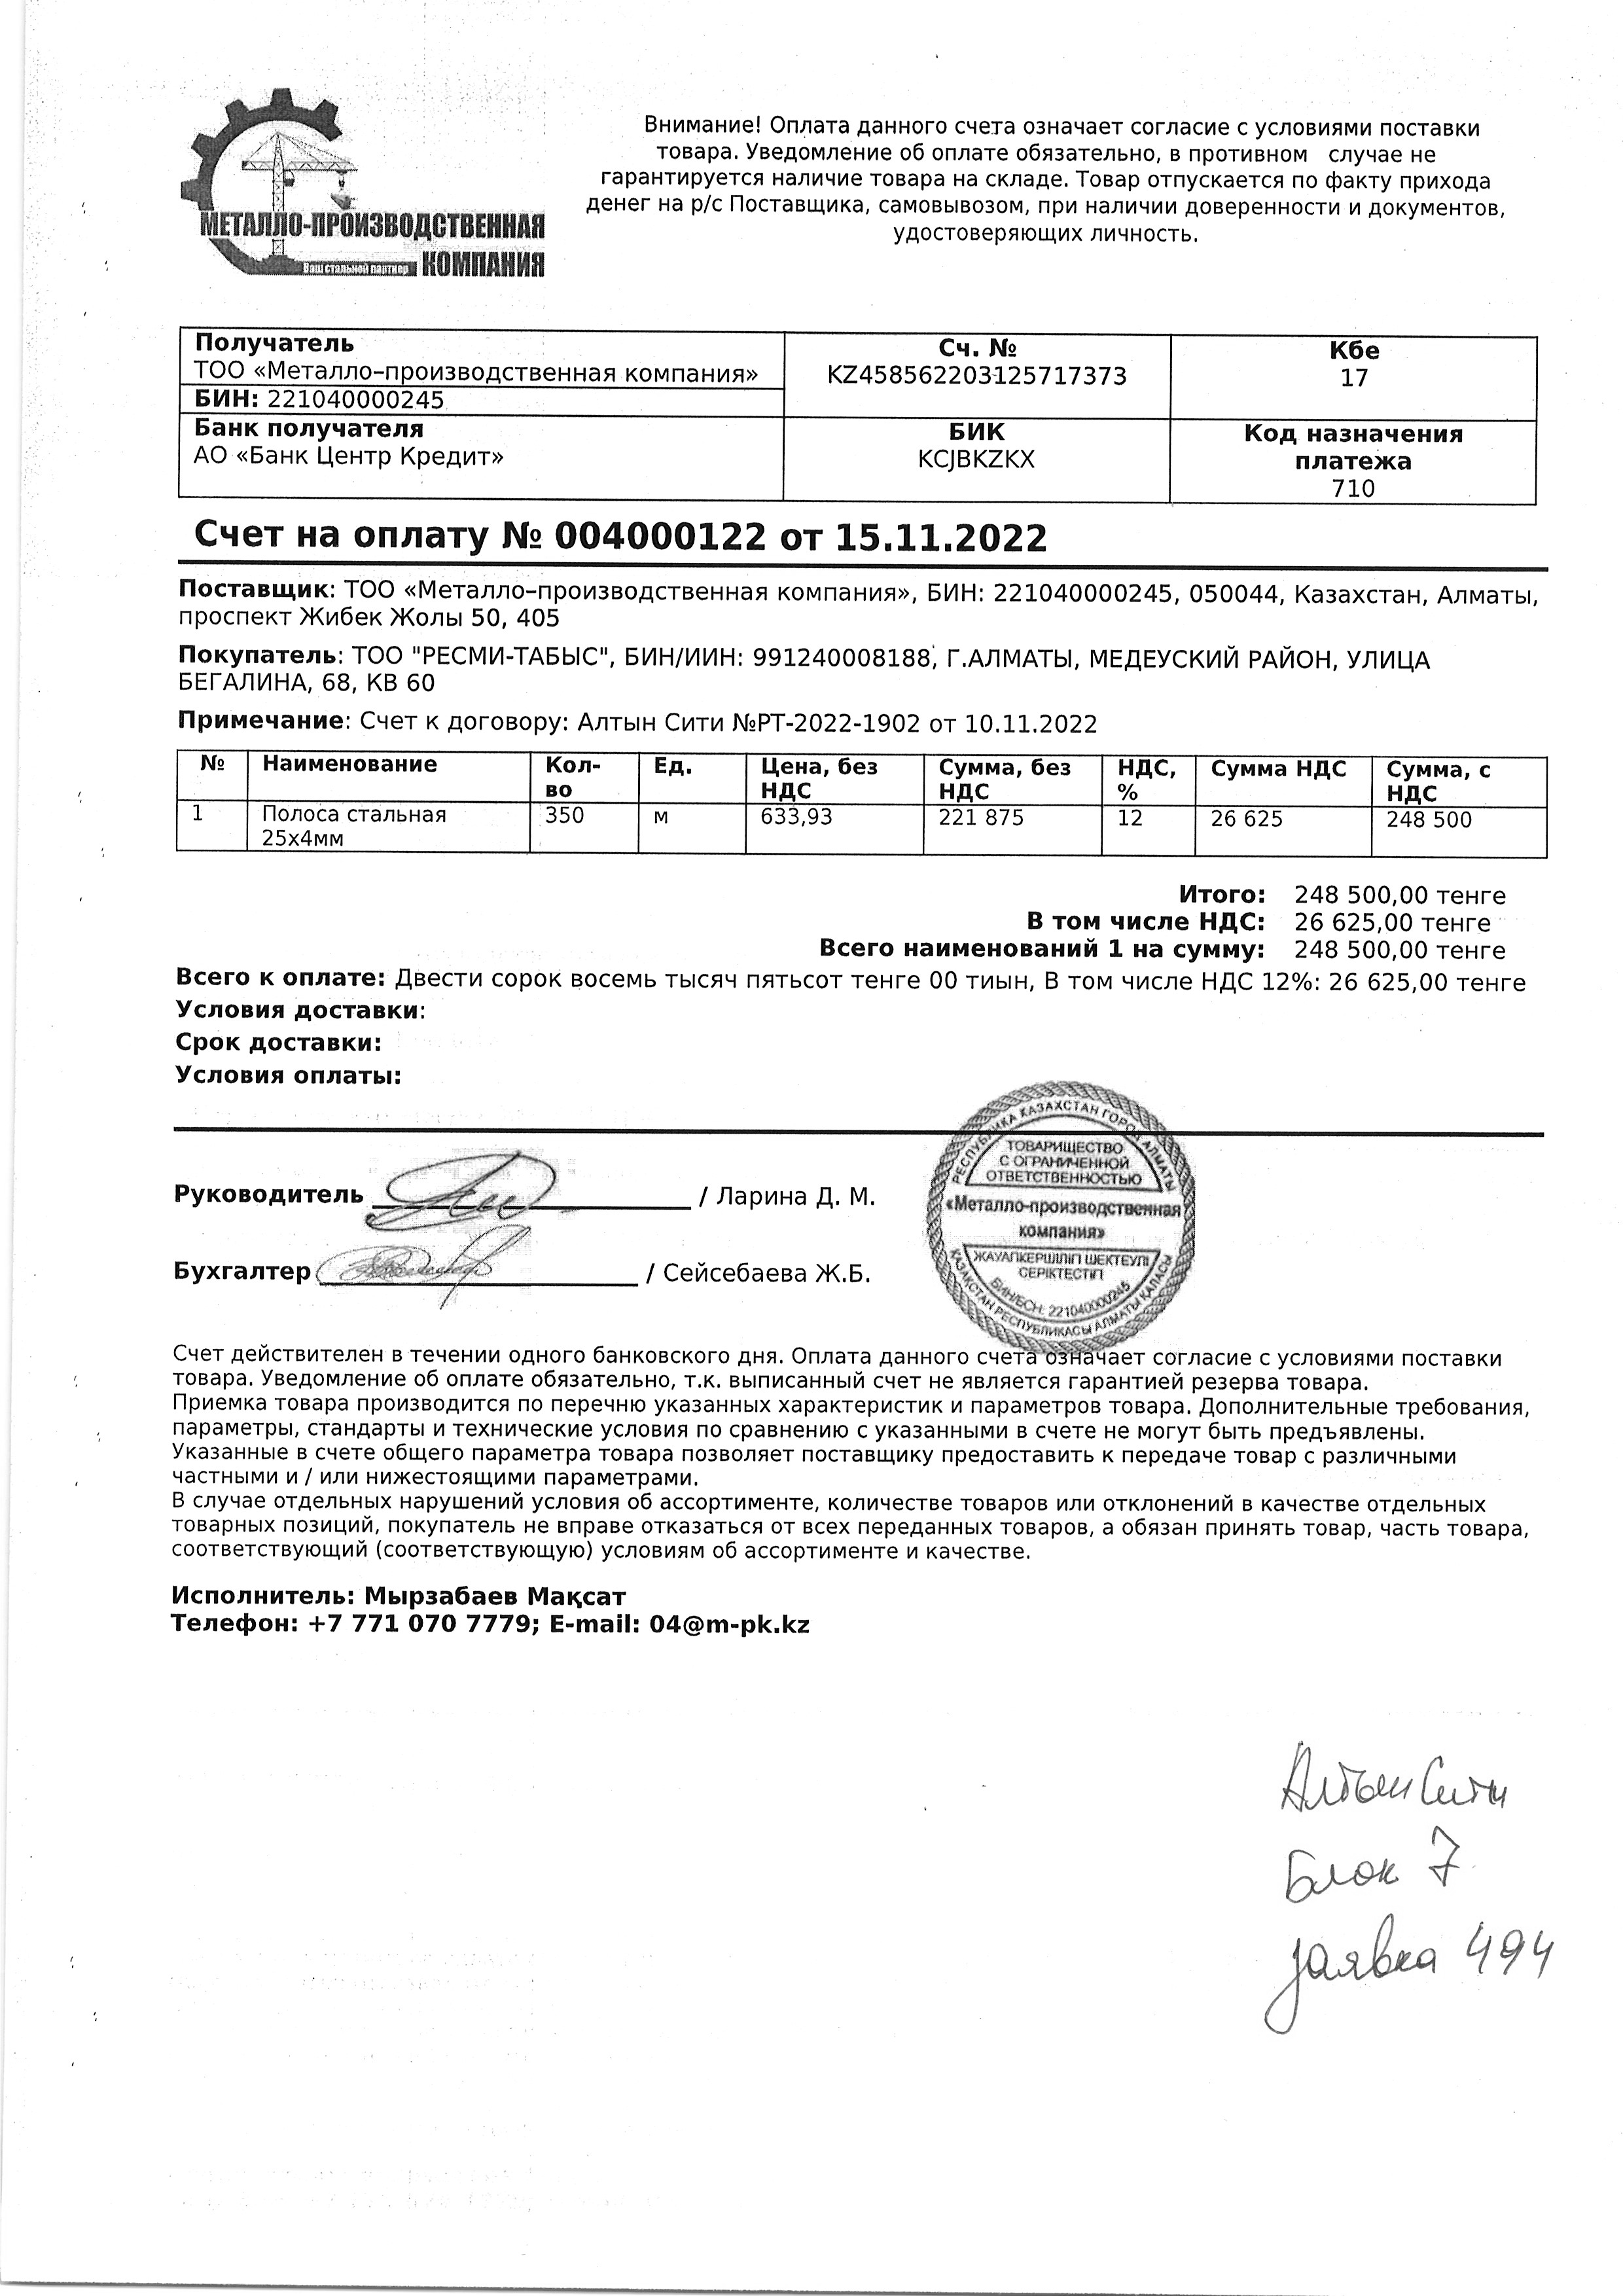 МЕТАЛЛО-ПРОИЗВОДСТВЕННАЯ
Ваш стальной партнер КОМПАНИЯ
Внимание! Оплата данного счета означает согласие с условиями поставки
товара. Уведомление об оплате обязательно, в противном случае не
гарантируется наличие товара на складе. Товар отпускается по факту прихода
денег на р/с Поставщика, самовывозом, при наличии доверенности и документов,
удостоверяющих личность.
Получатель
ТОО «Металло–производственная компания»
БИН: 221040000245
Сч. №
KZ458562203125717373
Кбе
17
Банк получателя
АО «Банк Центр Кредит»
БИК
KCJBKZKX
Код назначения
платежа
710
Счет на оплату № 004000122 от 15.11.2022
Поставщик: ТОО «Металло–производственная компания», БИН: 221040000245, 050044, Казахстан, Алматы,
проспект Жибек Жолы 50, 405
Покупатель: ТОО "РЕСМИ-ТАБЫС", БИН/ИИН: 991240008188, Г.АЛМАТЫ, МЕДЕУСКИЙ РАЙОН, УЛИЦА
БЕГАЛИНА, 68, КВ 60
Примечание: Счет к договору: Алтын Сити №РТ-2022-1902 от 10.11.2022
№ Наименование Кол-во Ед. Цена, без НДС Сумма, без НДС НДС, % Сумма НДС Сумма, с НДС
1 Полоса стальная 25х4мм 350 м 633,93 221 875 12 26 625 248 500
Итого: 248 500,00 тенге
В том числе НДС: 26 625,00 тенге
Всего наименований 1 на сумму: 248 500,00 тенге
Всего к оплате: Двести сорок восемь тысяч пятьсот тенге 00 тиын, В том числе НДС 12%: 26 625,00 тенге
Условия доставки:
Срок доставки:
Условия оплаты:
Руководитель / Ларина Д. М.
Бухгалтер / Сейсебаева Ж.Б.
РЕСПУБЛИКА КАЗАХСТАН ГОРОД АЛМАТЫ
ТОВАРИЩЕСТВО
С ОГРАНИЧЕННОЙ
ОТВЕТСТВЕННОСТЬЮ
«Металло-производственная
компания»
ЖАУАПКЕРШІЛІГІ ШЕКТЕУЛІ
СЕРІКТЕСТІГІ
БИН/БСН: 221040000245
ҚАЗАҚСТАН РЕСПУБЛИКАСЫ АЛМАТЫ ҚАЛАСЫ
Счет действителен в течении одного банковского дня. Оплата данного счета означает согласие с условиями поставки
товара. Уведомление об оплате обязательно, т.к. выписанный счет не является гарантией резерва товара.
Приемка товара производится по перечню указанных характеристик и параметров товара. Дополнительные требования,
параметры, стандарты и технические условия по сравнению с указанными в счете не могут быть предъявлены.
Указанные в счете общего параметра товара позволяет поставщику предоставить к передаче товар с различными
частными и / или нижестоящими параметрами.
В случае отдельных нарушений условия об ассортименте, количестве товаров или отклонений в качестве отдельных
товарных позиций, покупатель не вправе отказаться от всех переданных товаров, а обязан принять товар, часть товара,
соответствующий (соответствующую) условиям об ассортименте и качестве.
Исполнитель: Мырзабаев Мақсат
Телефон: +7 771 070 7779; E-mail: 04@m-pk.kz
Алтын Сити
Блок 7
заявка 494